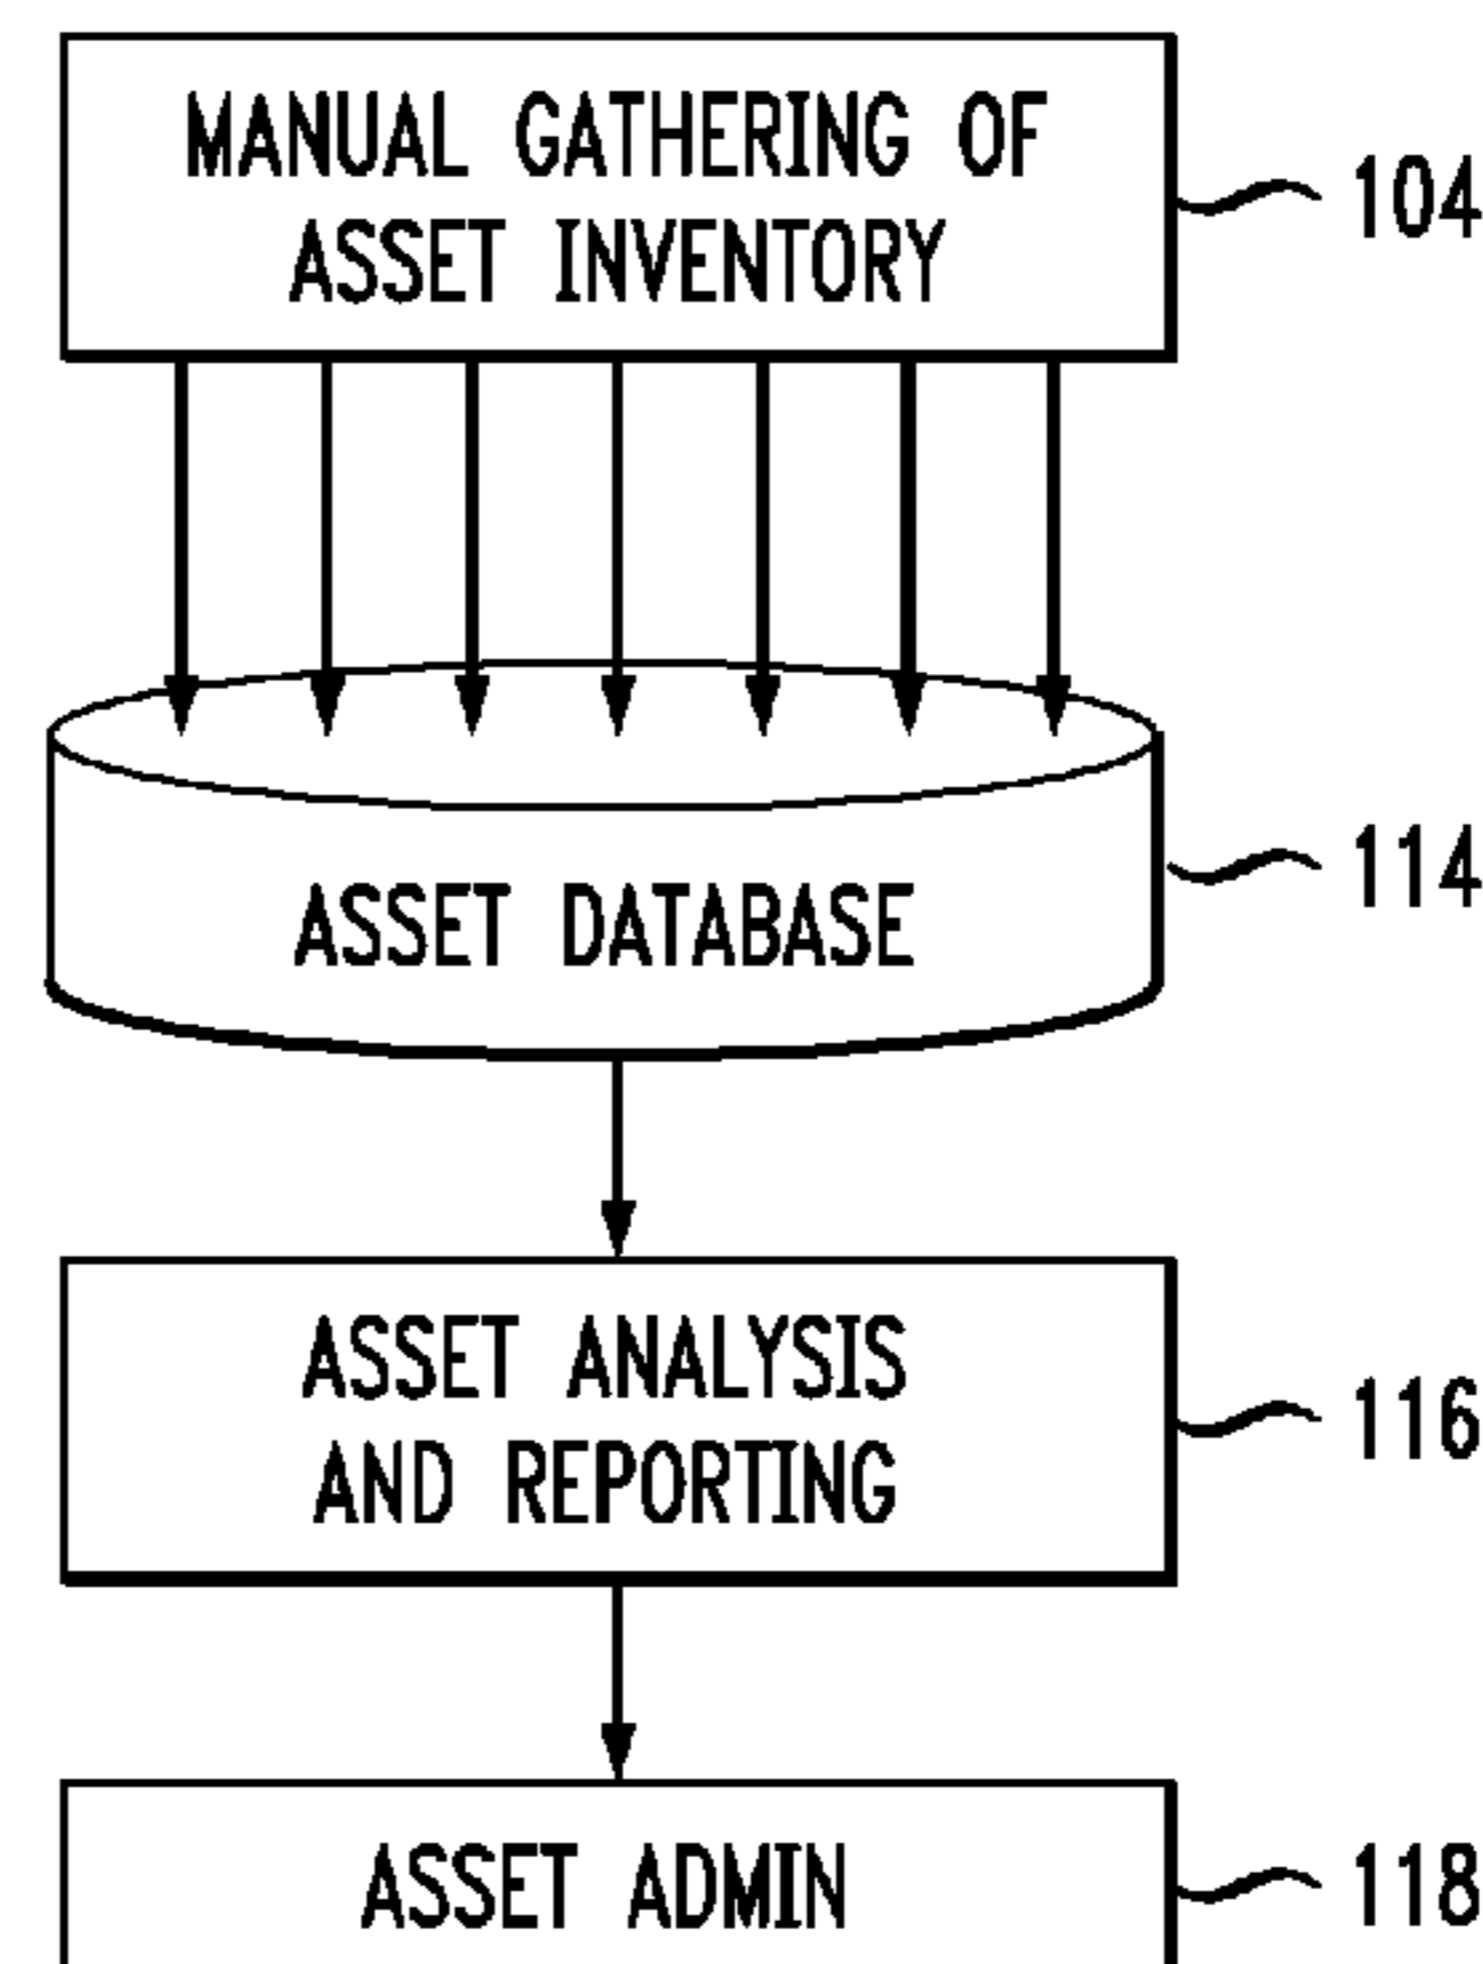 MANUAL GATHERING OF
ASSET INVENTORY
104
ASSET DATABASE
114
ASSET ANALYSIS
AND REPORTING
116
ASSET ADMIN
118